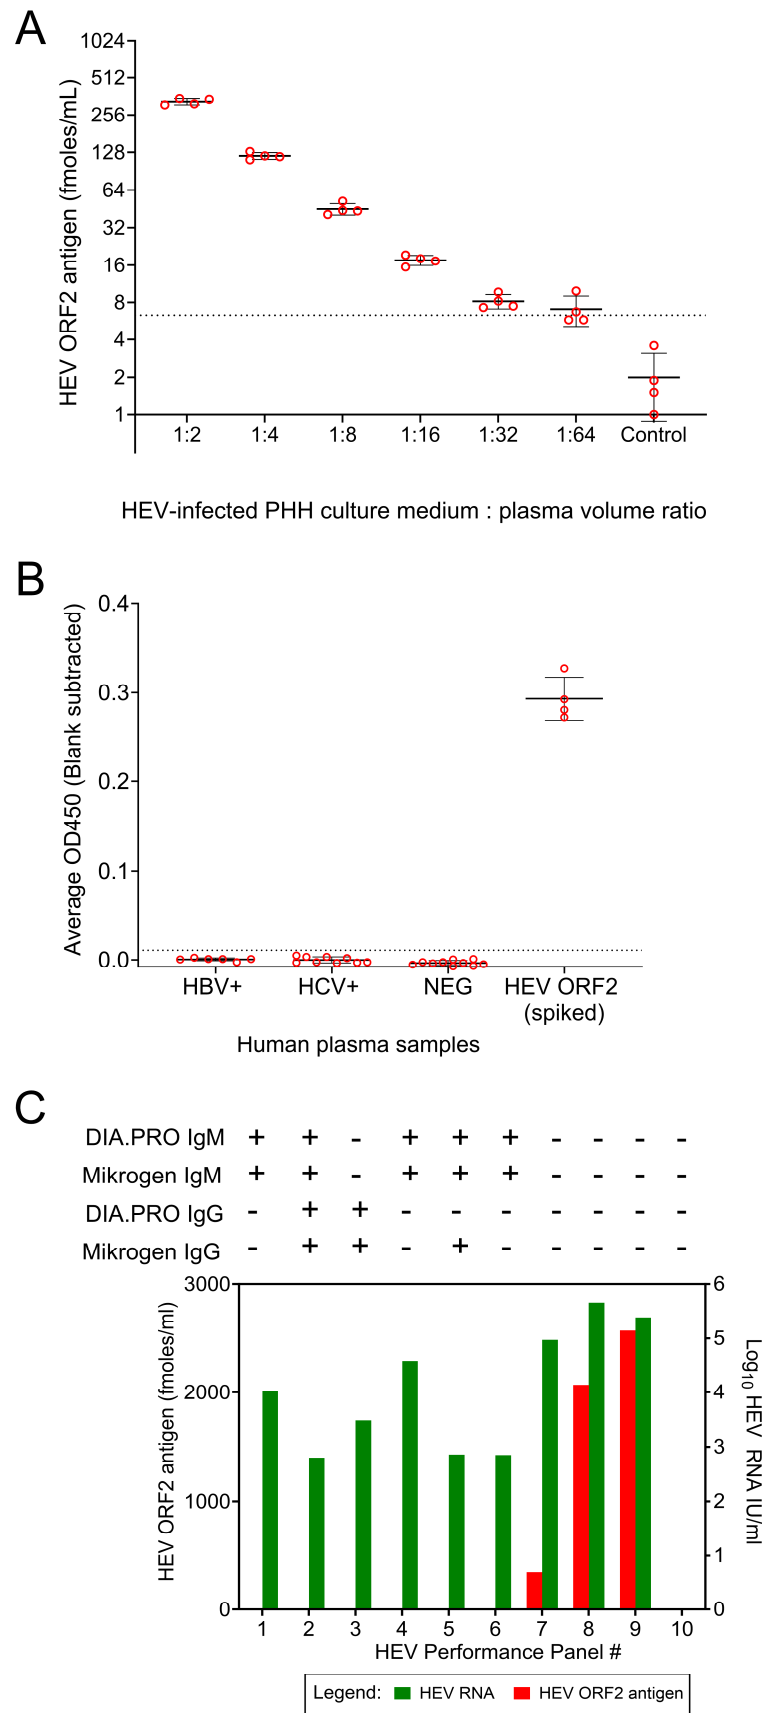 A
HEV ORF2 antigen (fmoles/mL)
1024
512
256
128
64
32
16
8
4
2
1
1:2 1:4 1:8 1:16 1:32 1:64 Control
HEV-infected PHH culture medium : plasma volume ratio
B
Average OD450 (Blank subtracted)
0.4
0.3
0.2
0.1
0.0
HBV+ HCV+ NEG HEV ORF2
(spiked)
Human plasma samples
C
DIA.PRO IgM + + - + + + - - - -
Mikrogen IgM + + - + + + - - - -
DIA.PRO IgG - + + - - - - - - -
Mikrogen IgG - + + - + - - - - -
HEV ORF2 antigen (fmoles/ml)
3000
2000
1000
0
6
5
4
3
2
1
0
Log10 HEV RNA IU/ml
1 2 3 4 5 6 7 8 9 10
HEV Performance Panel #
Legend: HEV RNA HEV ORF2 antigen